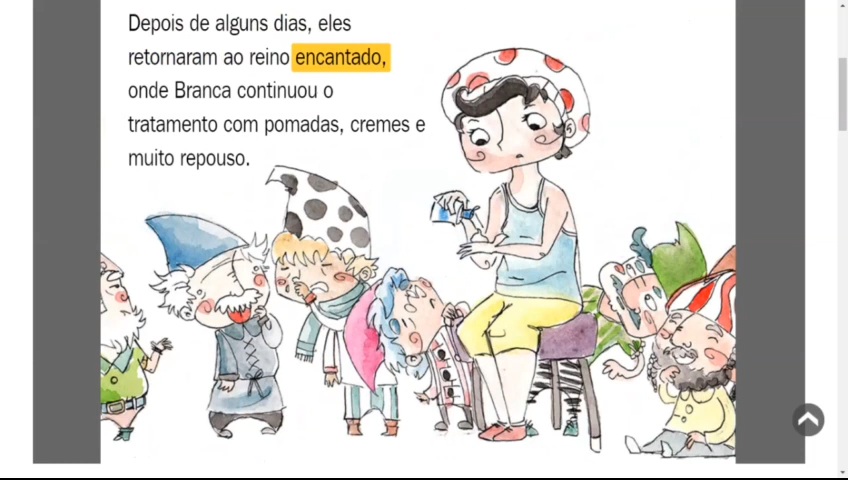 Depois de alguns dias, eles
retornaram ao reino encantado,
onde Branca continuou o
tratamento com pomadas, cremes e
muito repouso.